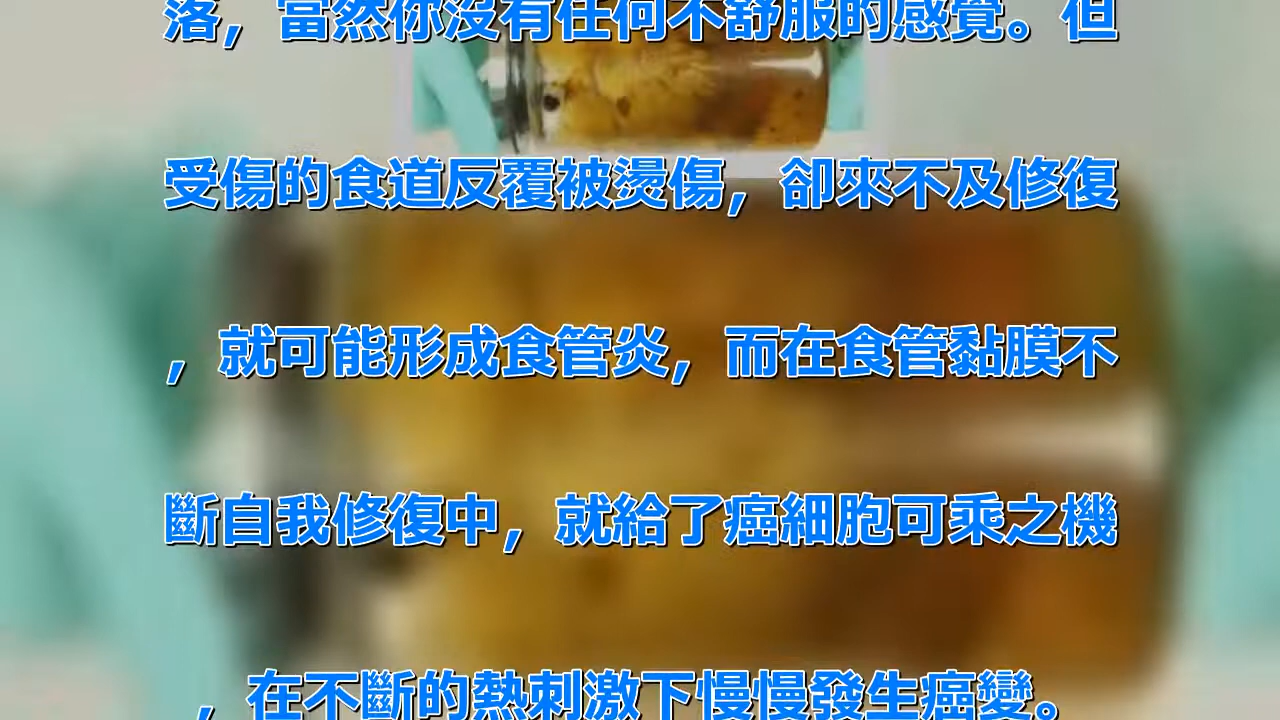 落，當然你沒有任何不舒服的感覺。但
受傷的食道反覆被燙傷，卻來不及修復
，就可能形成食管炎，而在食管黏膜不
斷自我修復中，就給了癌細胞可乘之機
，在不斷的熱刺激下慢慢發生癌變。